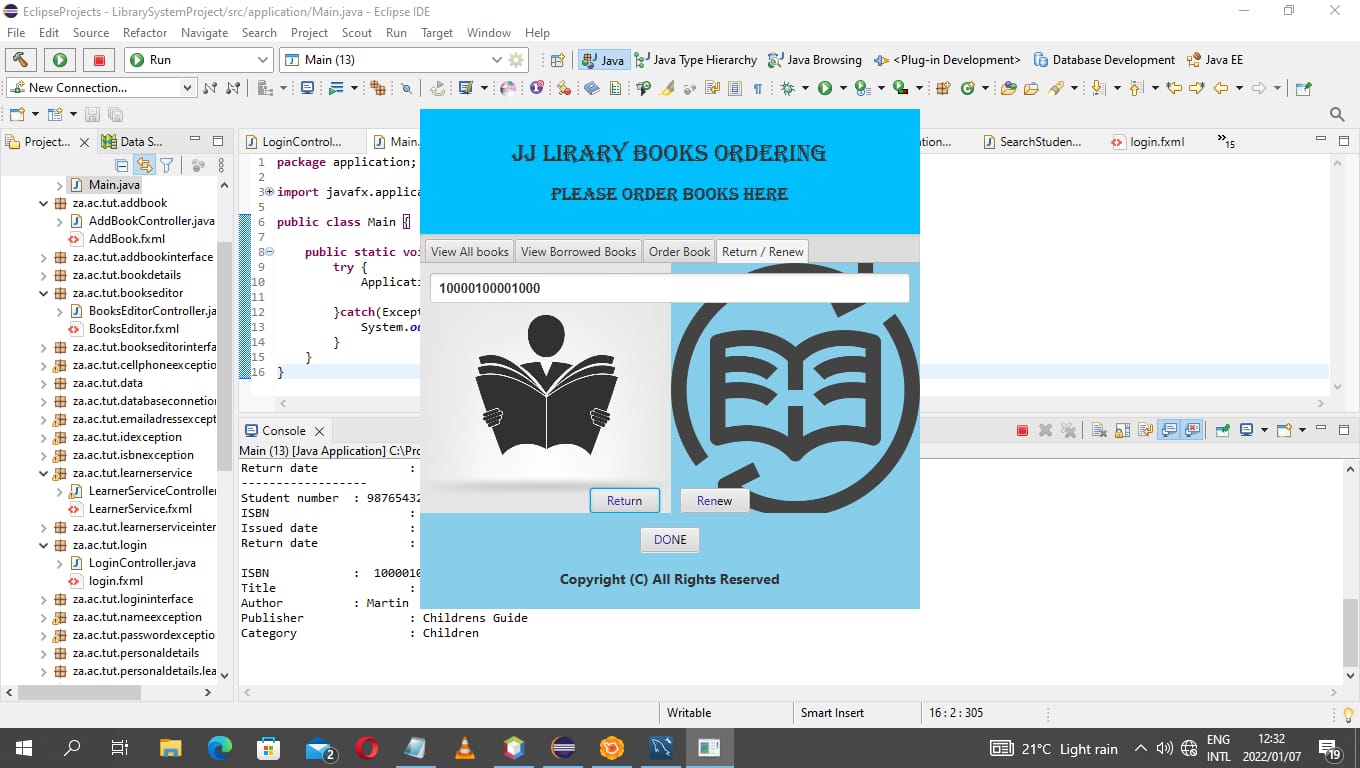 EclipseProjects - LibrarySystemProject/src/application/Main.java - Eclipse IDE
File Edit Source Refactor Navigate Search Project Scout Run Target Window Help
Run
Main (13)
Java
Java Type Hierarchy
Java Browsing
<Plug-in Development>
Database Development
Java EE
New Connection...
Project...
Data S...
Main.java
za.ac.tut.addbook
AddBookController.java
AddBook.fxml
za.ac.tut.addbookinterface
za.ac.tut.bookdetails
za.ac.tut.bookseditor
BooksEditorController.ja
BooksEditor.fxml
za.ac.tut.bookseditorinterfa
za.ac.tut.cellphoneexceptio
za.ac.tut.data
za.ac.tut.databaseconnetion
za.ac.tut.emailadressexcept
za.ac.tut.idexception
za.ac.tut.isbnexception
za.ac.tut.learnerservice
LearnerServiceController
LearnerService.fxml
za.ac.tut.learnerserviceinter
za.ac.tut.login
LoginController.java
login.fxml
za.ac.tut.logininterface
za.ac.tut.nameexception
za.ac.tut.passwordexceptio
za.ac.tut.personaldetails
za.ac.tut.personaldetails.lea
LoginControl...
Main.
ation...
SearchStuden...
login.fxml
15
1 package application;
2
3 import javafx.applica
5
6 public class Main {
7
8 public static voi
9 try {
10 Applicati
11
12 }catch(Except
13 System.ou
14 }
15 }
16 }
JJ LIRARY BOOKS ORDERING
PLEASE ORDER BOOKS HERE
View All books
View Borrowed Books
Order Book
Return / Renew
10000100001000
Return
Renew
DONE
Copyright (C) All Rights Reserved
Console
Main (13) [Java Application] C:\Pro
Return date :
------------------
Student number : 98765432
ISBN :
Issued date :
Return date :
ISBN : 1000010
Title :
Author : Martin
Publisher : Childrens Guide
Category : Children
Writable
Smart Insert
16 : 2 : 305
2
21°C Light rain
ENG
INTL
12:32
2022/01/07
19